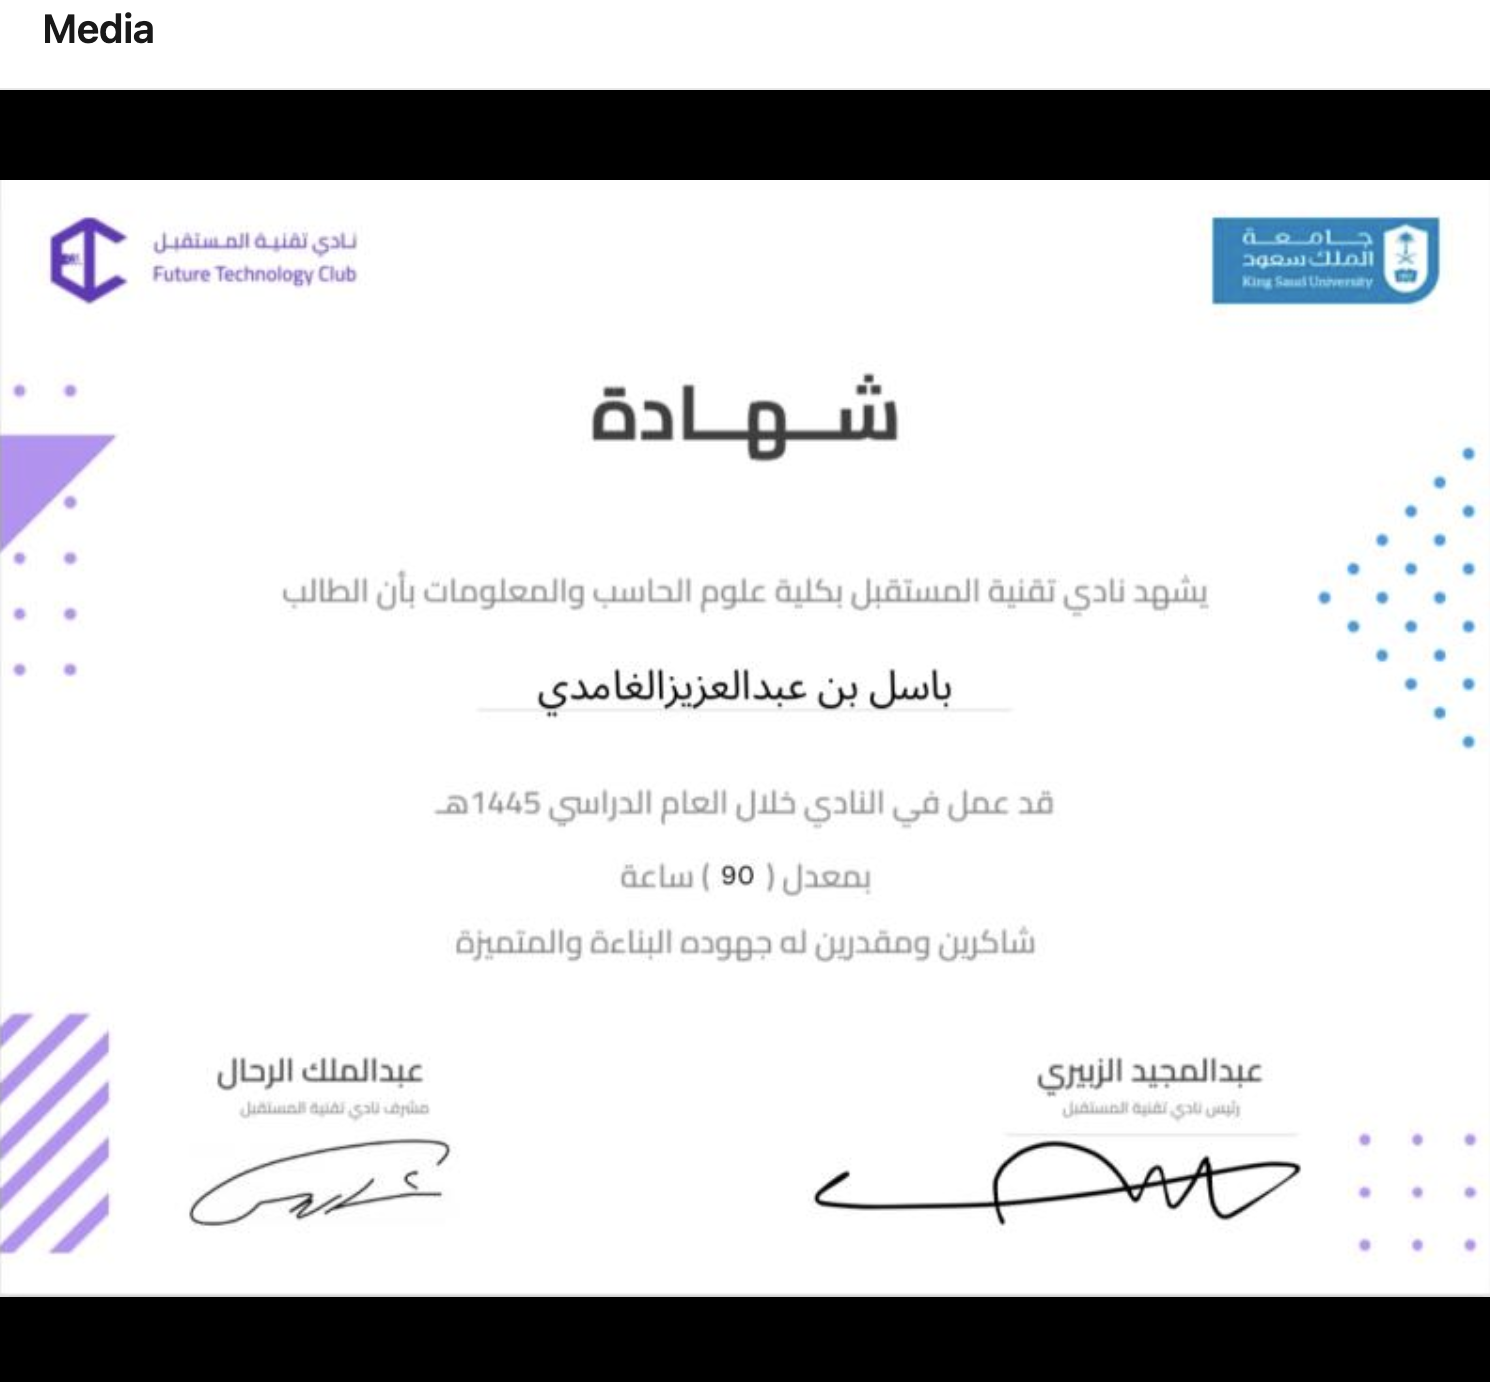 Media
نادي تقنية المستقبل
Future Technology Club
جامعة
الملك سعود
King Saud University
شهادة
يشهد نادي تقنية المستقبل بكلية علوم الحاسب والمعلومات بأن الطالب
باسل بن عبدالعزيزالغامدي
قد عمل في النادي خلال العام الدراسي 1445هـ
بمعدل ( 90 ) ساعة
شاكرين ومقدرين له جهوده البناءة والمتميزة
عبدالمجيد الزبيري
رئيس نادي تقنية المستقبل
عبدالملك الرحال
مشرف نادي تقنية المستقبل